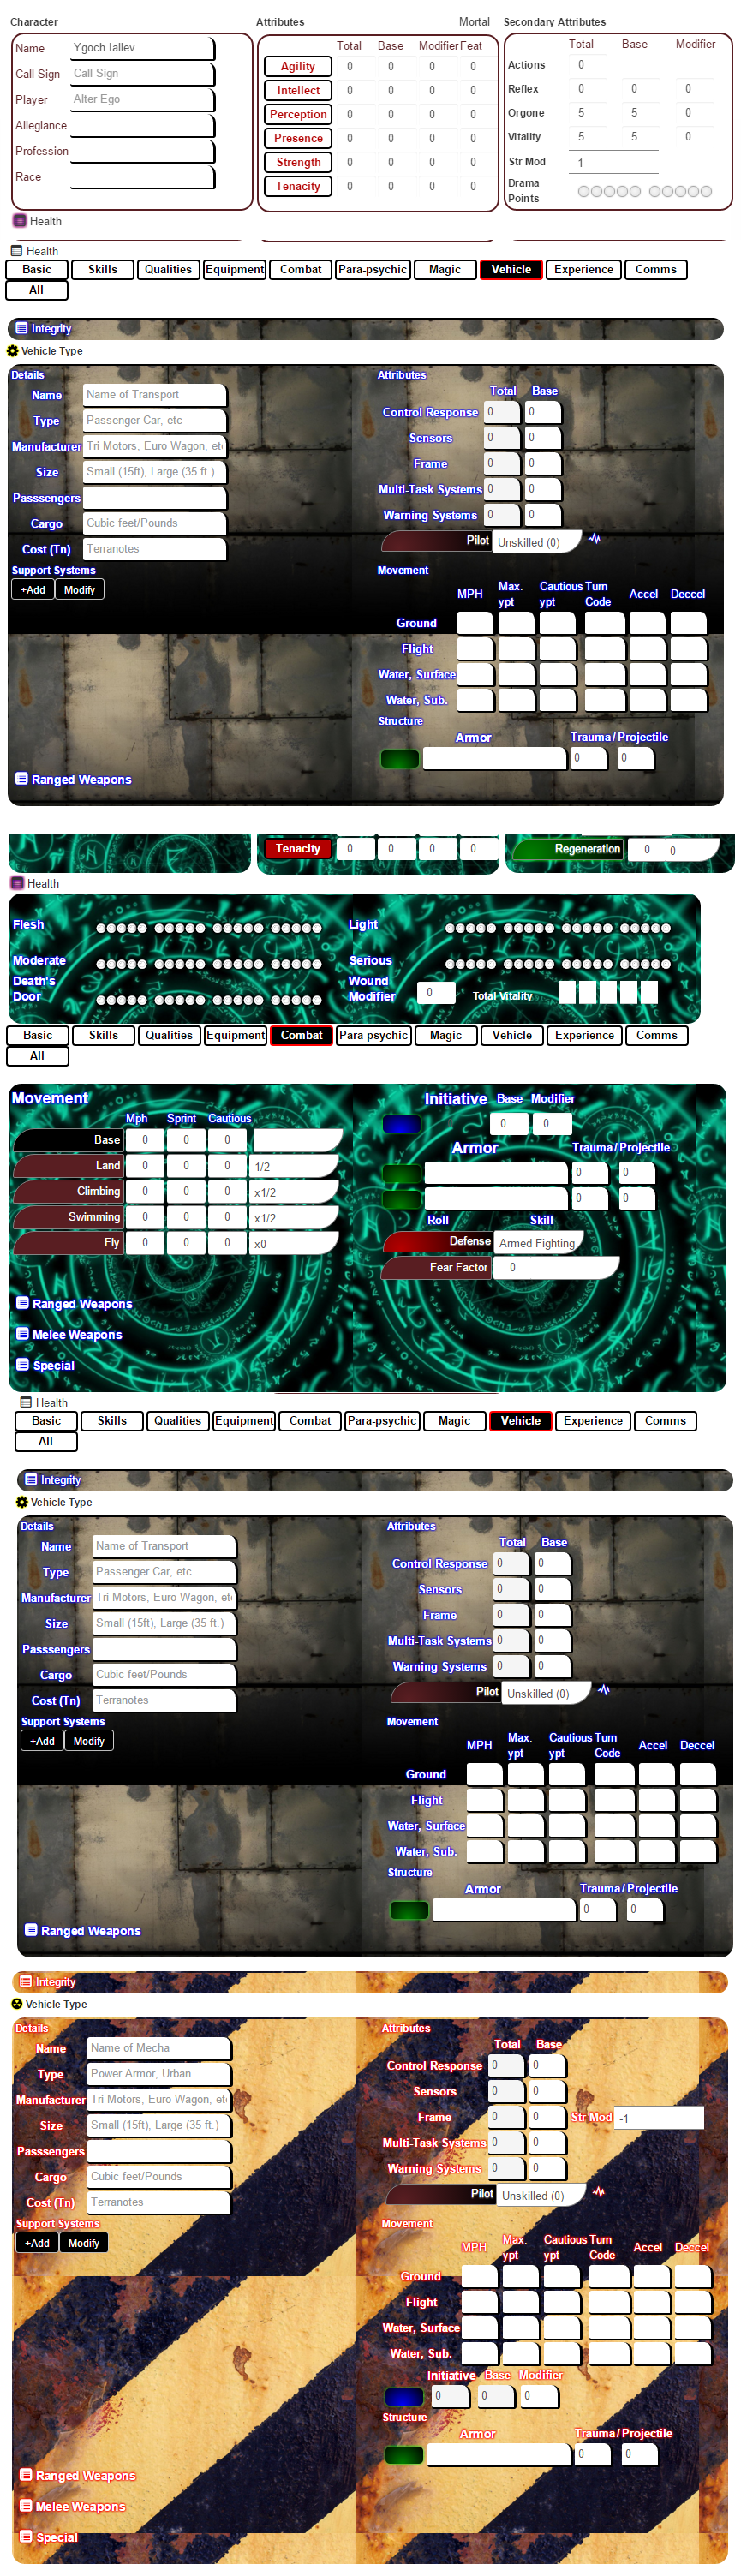 Character
Name Ygoch Iallev
Call Sign Call Sign
Player Alter Ego
Allegiance
Profession
Race
Health
Attributes Mortal
Total Base Modifier Feat
Agility 0 0 0 0
Intellect 0 0 0 0
Perception 0 0 0 0
Presence 0 0 0 0
Strength 0 0 0 0
Tenacity 0 0 0 0
Secondary Attributes
Total Base Modifier
Actions 0
Reflex 0 0 0
Orgone 5 5 0
Vitality 5 5 0
Str Mod -1
Drama
Points
Health
Basic Skills Qualities Equipment Combat Para-psychic Magic Vehicle Experience Comms
All
Integrity
Vehicle Type
Details
Name Name of Transport
Type Passenger Car, etc
Manufacturer Tri Motors, Euro Wagon, etc
Size Small (15ft), Large (35 ft.)
Passsengers
Cargo Cubic feet/Pounds
Cost (Tn) Terranotes
Support Systems
+Add Modify
Ranged Weapons
Attributes
Total Base
Control Response 0 0
Sensors 0 0
Frame 0 0
Multi-Task Systems 0 0
Warning Systems 0 0
Pilot Unskilled (0)
Movement
MPH Max. ypt Cautious ypt Turn Code Accel Deccel
Ground
Flight
Water, Surface
Water, Sub.
Structure
Armor Trauma / Projectile
0 0
Tenacity 0 0 0 0
Regeneration 0 0
Health
Flesh Light
Moderate Serious
Death's
Door
Wound
Modifier 0 Total Vitality
Basic Skills Qualities Equipment Combat Para-psychic Magic Vehicle Experience Comms
All
Movement
Mph Sprint Cautious
Base 0 0 0
Land 0 0 0 1/2
Climbing 0 0 0 x1/2
Swimming 0 0 0 x1/2
Fly 0 0 0 x0
Ranged Weapons
Melee Weapons
Special
Initiative Base Modifier
0 0
Armor Trauma / Projectile
0 0
0 0
Roll Skill
Defense Armed Fighting
Fear Factor 0
Health
Basic Skills Qualities Equipment Combat Para-psychic Magic Vehicle Experience Comms
All
Integrity
Vehicle Type
Details
Name Name of Transport
Type Passenger Car, etc
Manufacturer Tri Motors, Euro Wagon, etc
Size Small (15ft), Large (35 ft.)
Passsengers
Cargo Cubic feet/Pounds
Cost (Tn) Terranotes
Support Systems
+Add Modify
Ranged Weapons
Attributes
Total Base
Control Response 0 0
Sensors 0 0
Frame 0 0
Multi-Task Systems 0 0
Warning Systems 0 0
Pilot Unskilled (0)
Movement
MPH Max. ypt Cautious ypt Turn Code Accel Deccel
Ground
Flight
Water, Surface
Water, Sub.
Structure
Armor Trauma / Projectile
0 0
Integrity
Vehicle Type
Details
Name Name of Mecha
Type Power Armor, Urban
Manufacturer Tri Motors, Euro Wagon, etc
Size Small (15ft), Large (35 ft.)
Passsengers
Cargo Cubic feet/Pounds
Cost (Tn) Terranotes
Support Systems
+Add Modify
Ranged Weapons
Melee Weapons
Special
Attributes
Total Base
Control Response 0 0
Sensors 0 0
Frame 0 0 Str Mod -1
Multi-Task Systems 0 0
Warning Systems 0 0
Pilot Unskilled (0)
Movement
MPH Max. ypt Cautious ypt Turn Code Accel Deccel
Ground
Flight
Water, Surface
Water, Sub.
Initiative Base Modifier
0 0 0
Structure
Armor Trauma / Projectile
0 0